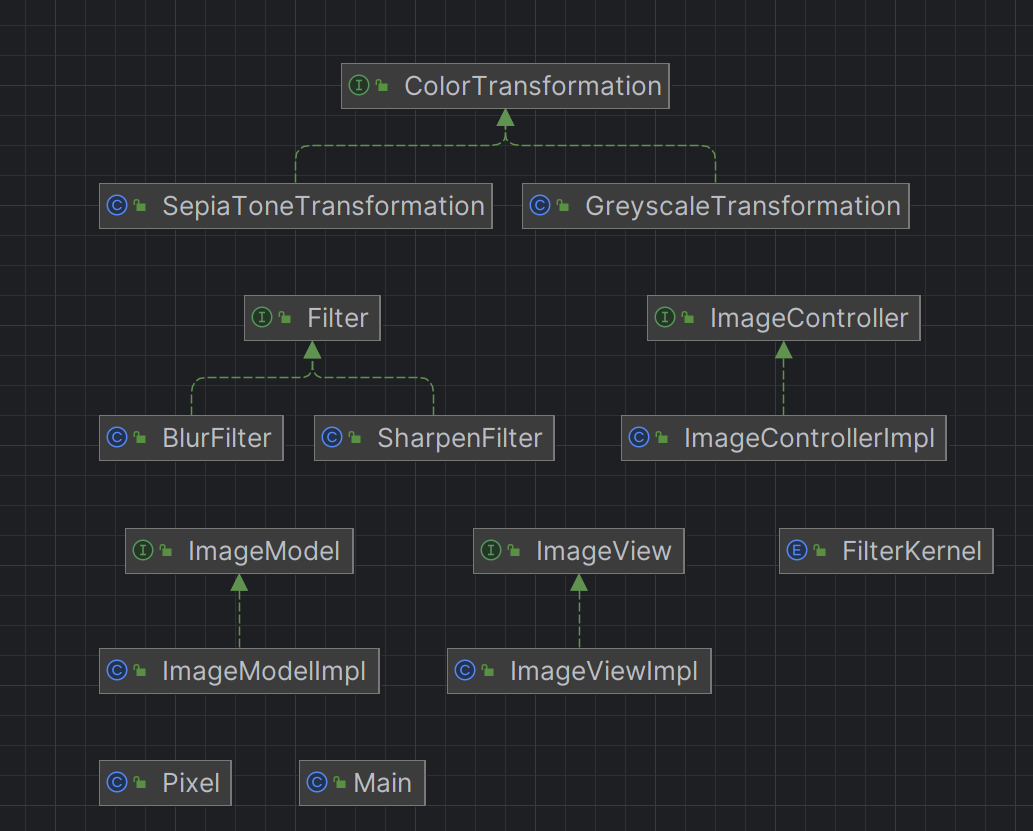 I ColorTransformation
C SepiaToneTransformation
C GreyscaleTransformation
I Filter
I ImageController
C BlurFilter
C SharpenFilter
C ImageControllerImpl
I ImageModel
I ImageView
E FilterKernel
C ImageModelImpl
C ImageViewImpl
C Pixel
C Main